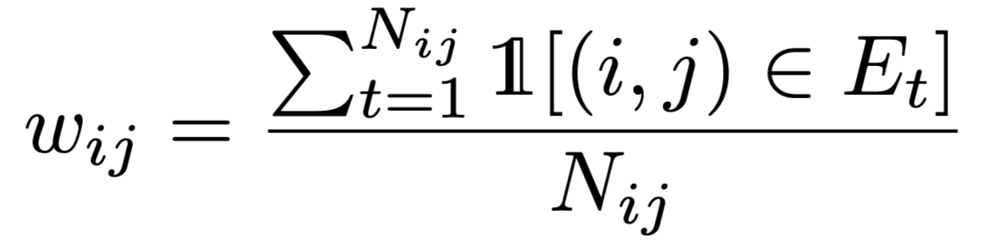 w_{ij} = \frac{\sum_{t=1}^{N_{ij}} \mathbb{1}[(i, j) \in E_t]}{N_{ij}}